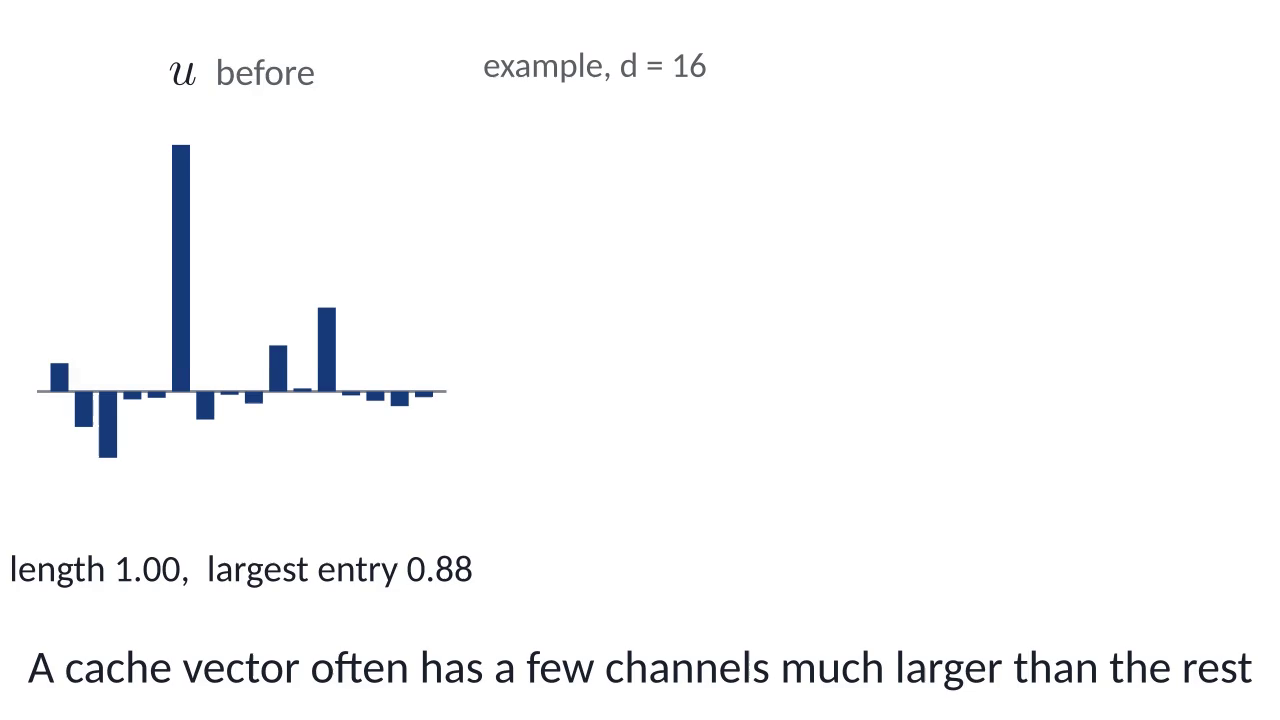 u before
example, d = 16
length 1.00, largest entry 0.88
A cache vector often has a few channels much larger than the rest